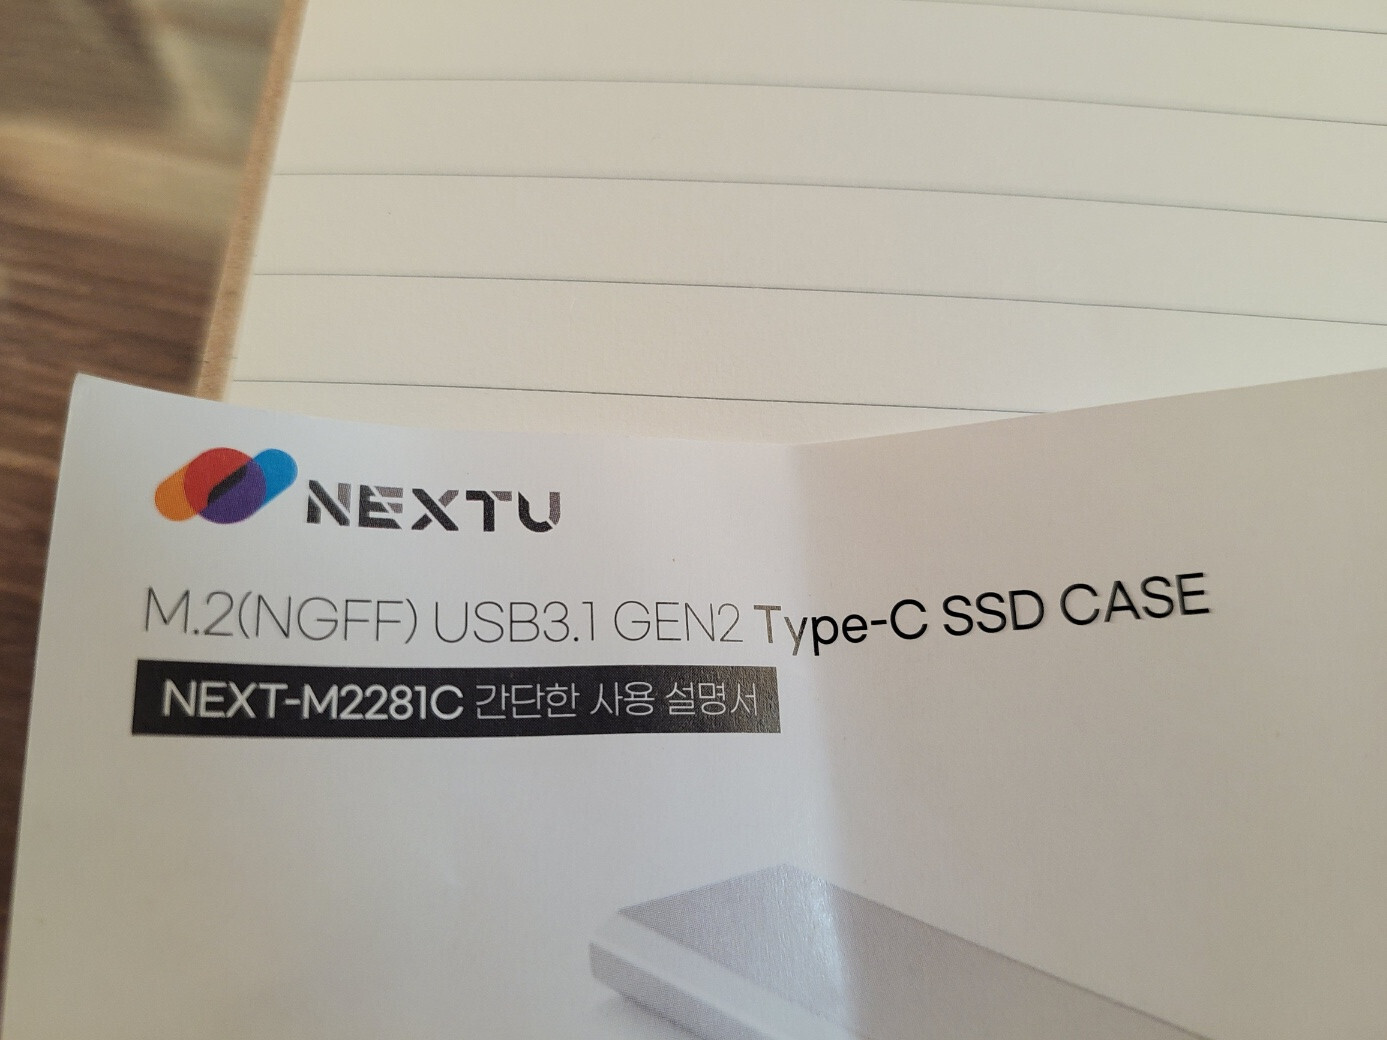 NEXTU
M.2(NGFF) USB3.1 GEN2 Type-C SSD CASE
NEXT-M2281C 간단한 사용 설명서